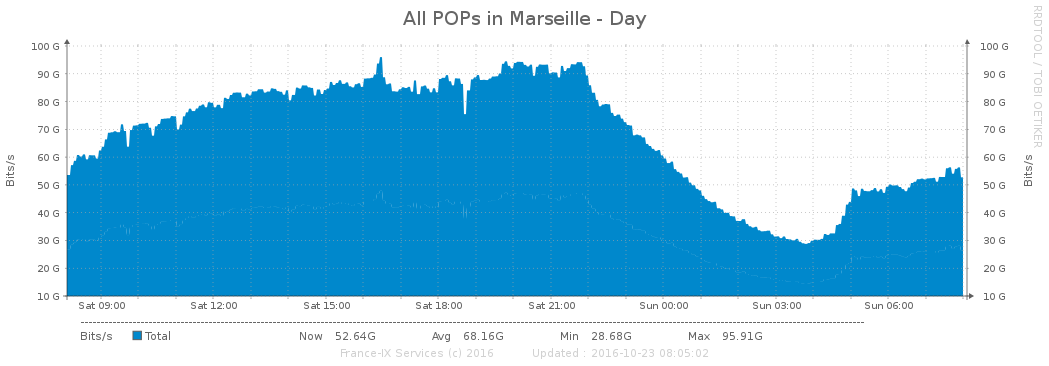 All POPs in Marseille - Day
RRDTOOL / TOBI OETIKER
Bits/s
100 G
90 G
80 G
70 G
60 G
50 G
40 G
30 G
20 G
10 G
100 G
90 G
80 G
70 G
60 G
50 G
40 G
30 G
20 G
10 G
Bits/s
Sat 09:00 Sat 12:00 Sat 15:00 Sat 18:00 Sat 21:00 Sun 00:00 Sun 03:00 Sun 06:00
Bits/s Total Now 52.64G Avg 68.16G Min 28.68G Max 95.91G
France-IX Services (c) 2016 Updated : 2016-10-23 08:05:02